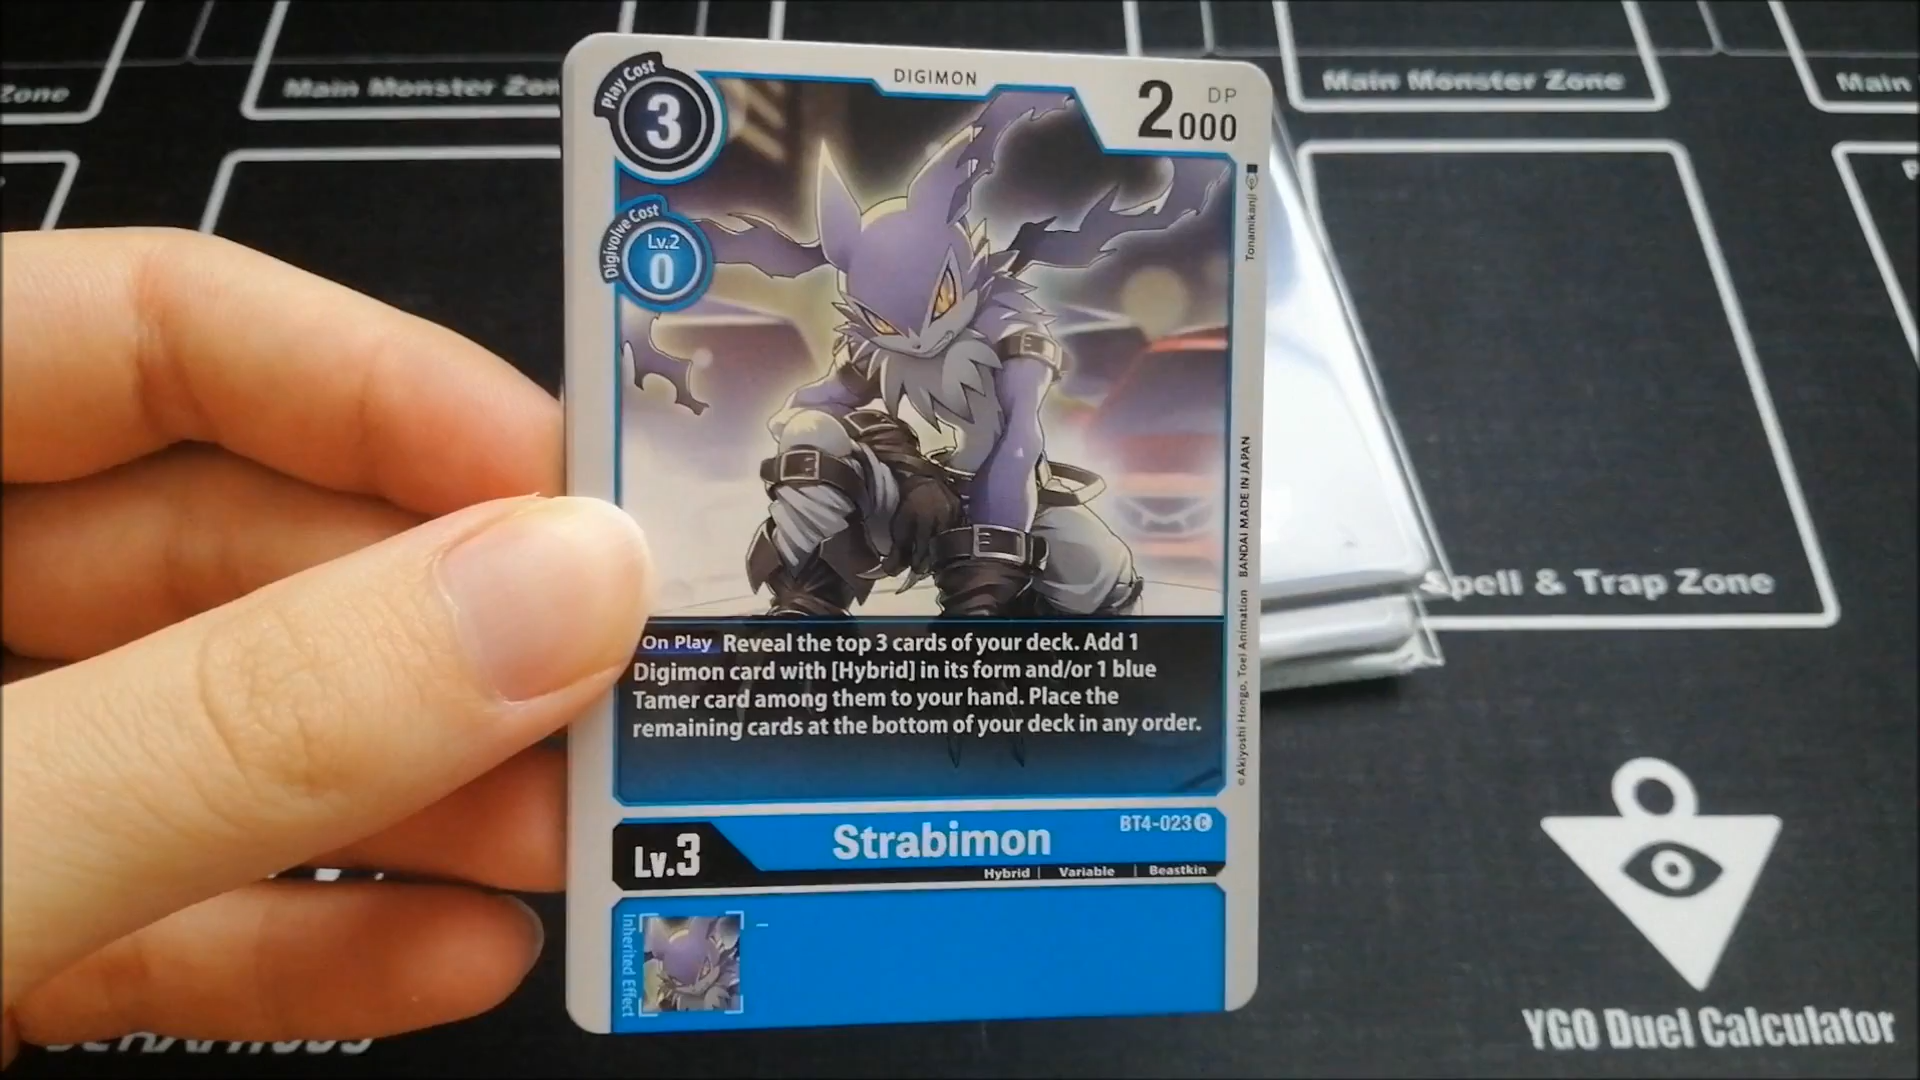 Zone
Main Monster Zone
Main Monster Zone
Main
Play Cost
3
DIGIMON
DP
2000
Digivolve Cost
Lv.2
0
Tonamikanji
On Play Reveal the top 3 cards of your deck. Add 1
Digimon card with [Hybrid] in its form and/or 1 blue
Tamer card among them to your hand. Place the
remaining cards at the bottom of your deck in any order.
©Akiyoshi Hongo, Toei Animation BANDAI MADE IN JAPAN
Lv.3
Strabimon
BT4-023 C
Hybrid | Variable | Beastkin
Inherited Effect
-
Spell & Trap Zone
YGO Duel Calculator